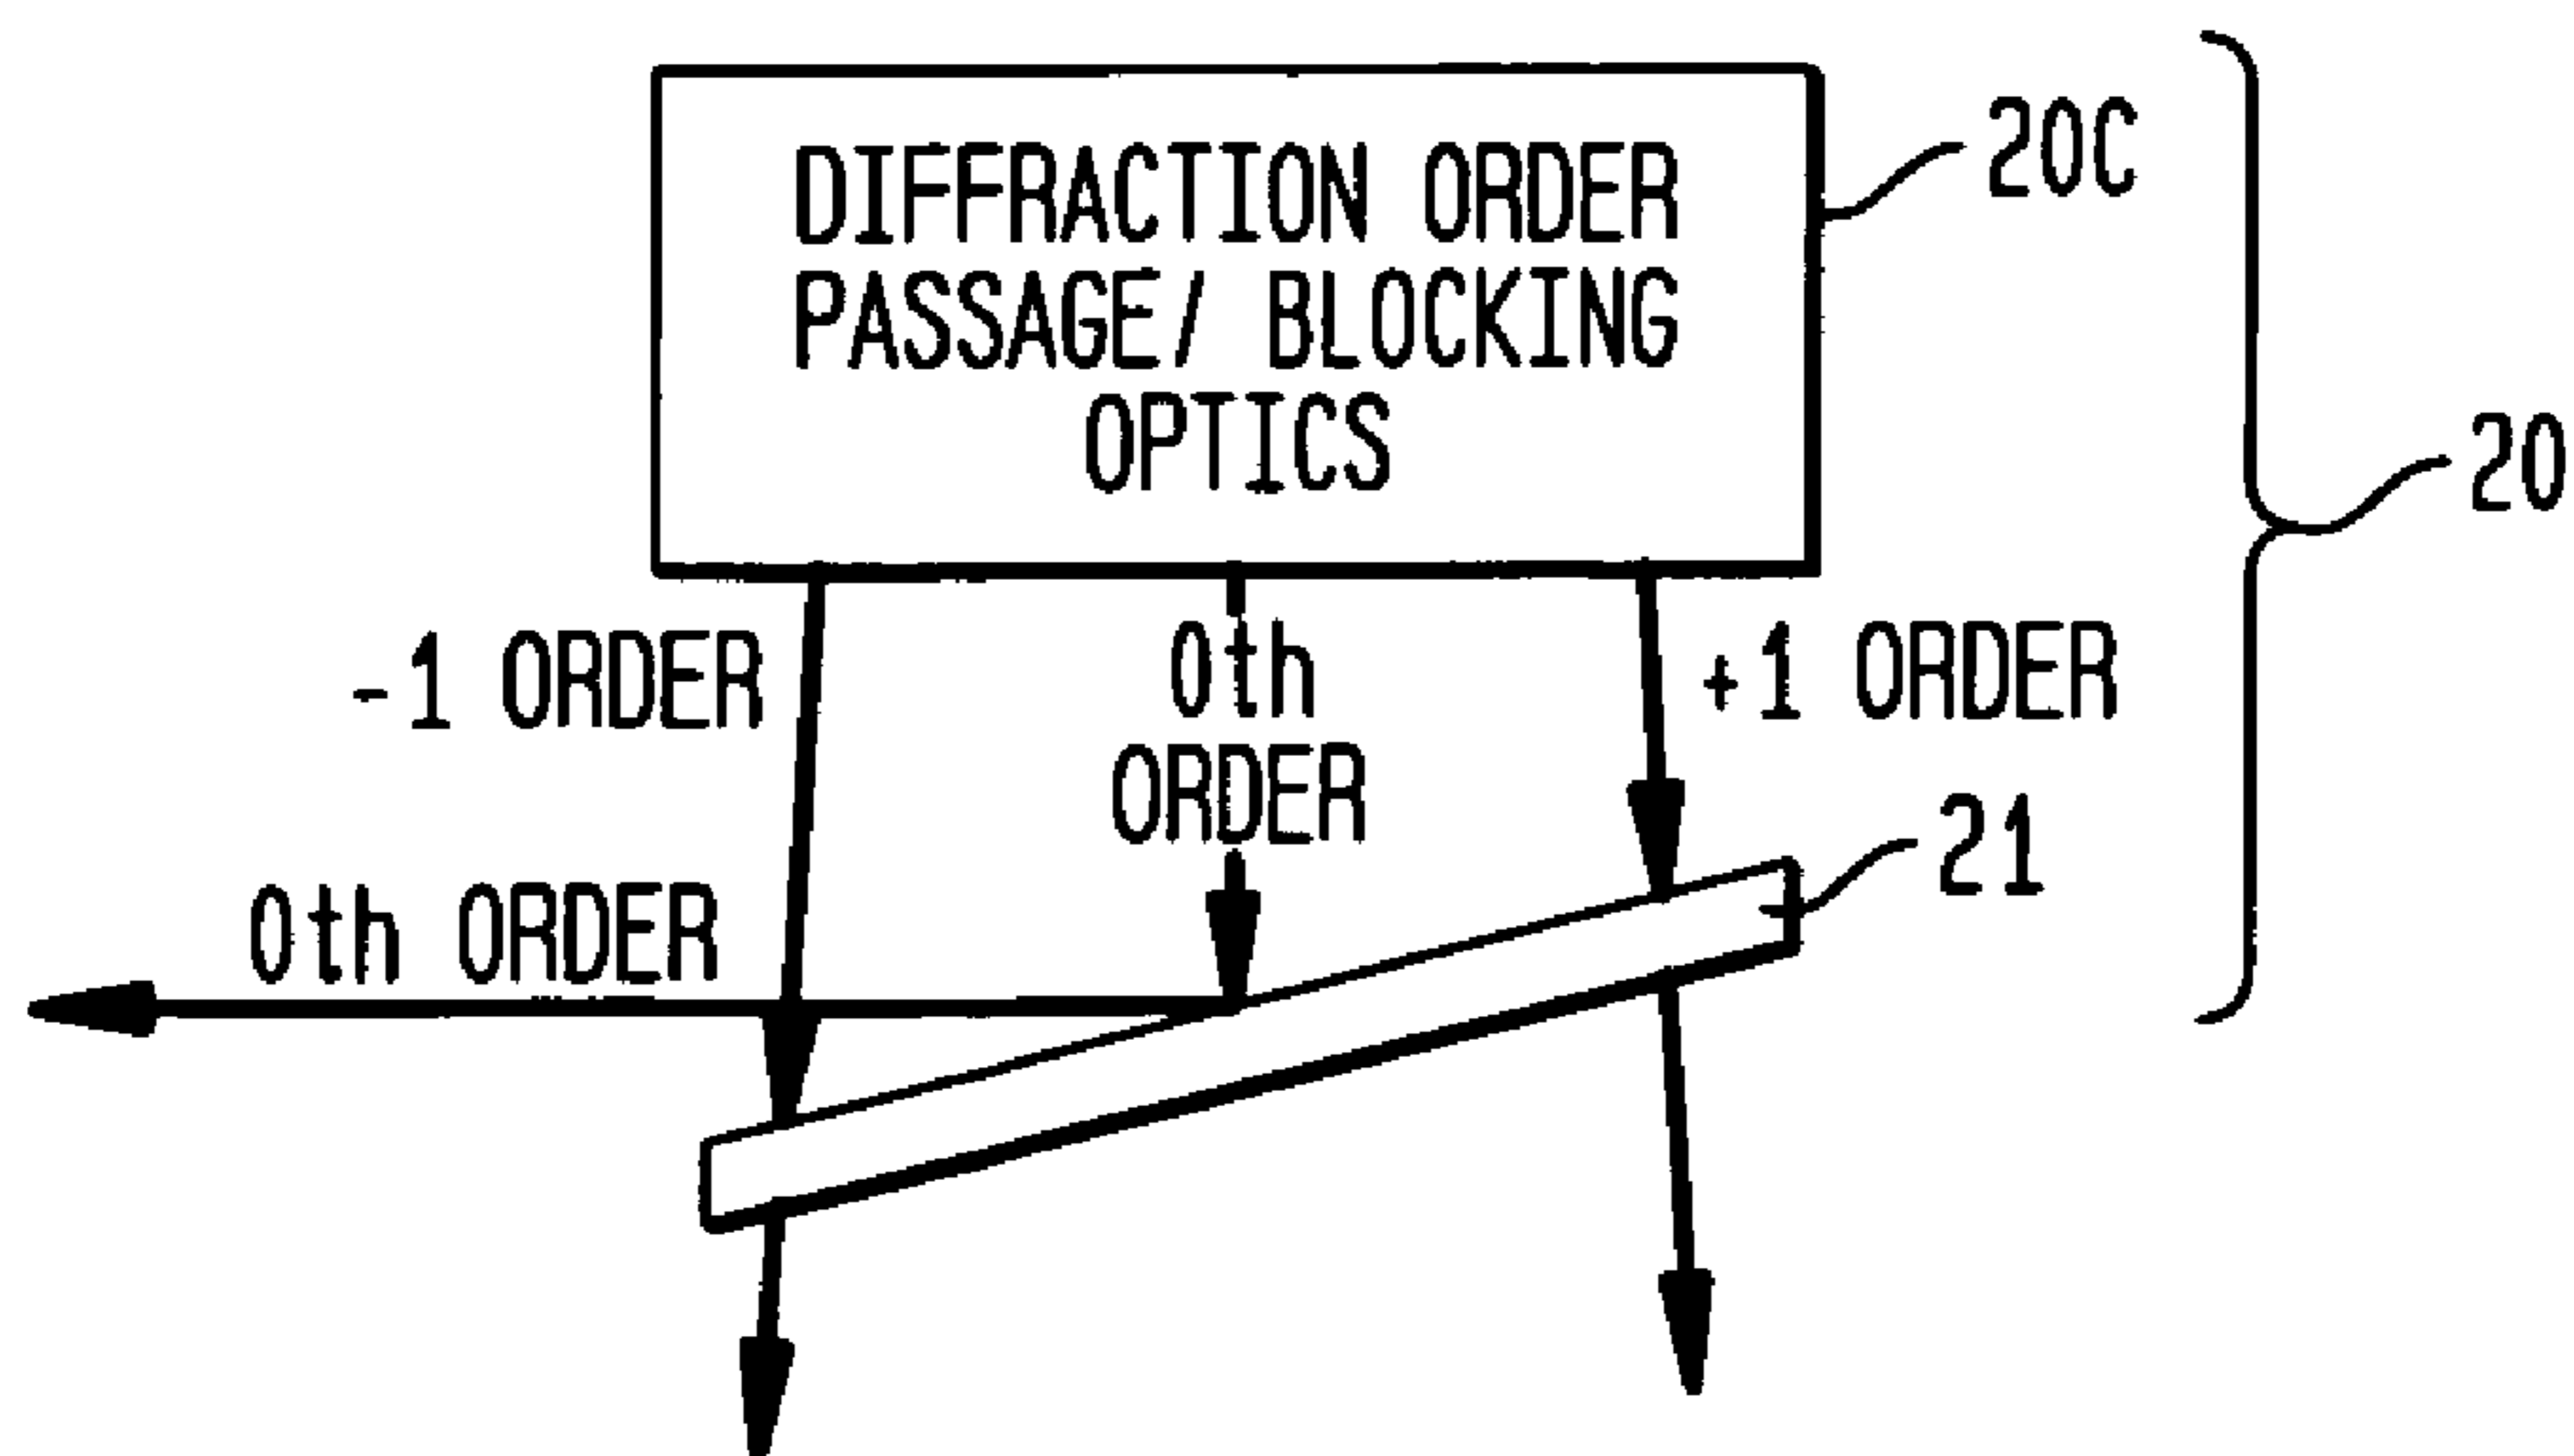 DIFFRACTION ORDER
PASSAGE/ BLOCKING
OPTICS
20C
20
-1 ORDER
0th
ORDER
+1 ORDER
21
0th ORDER